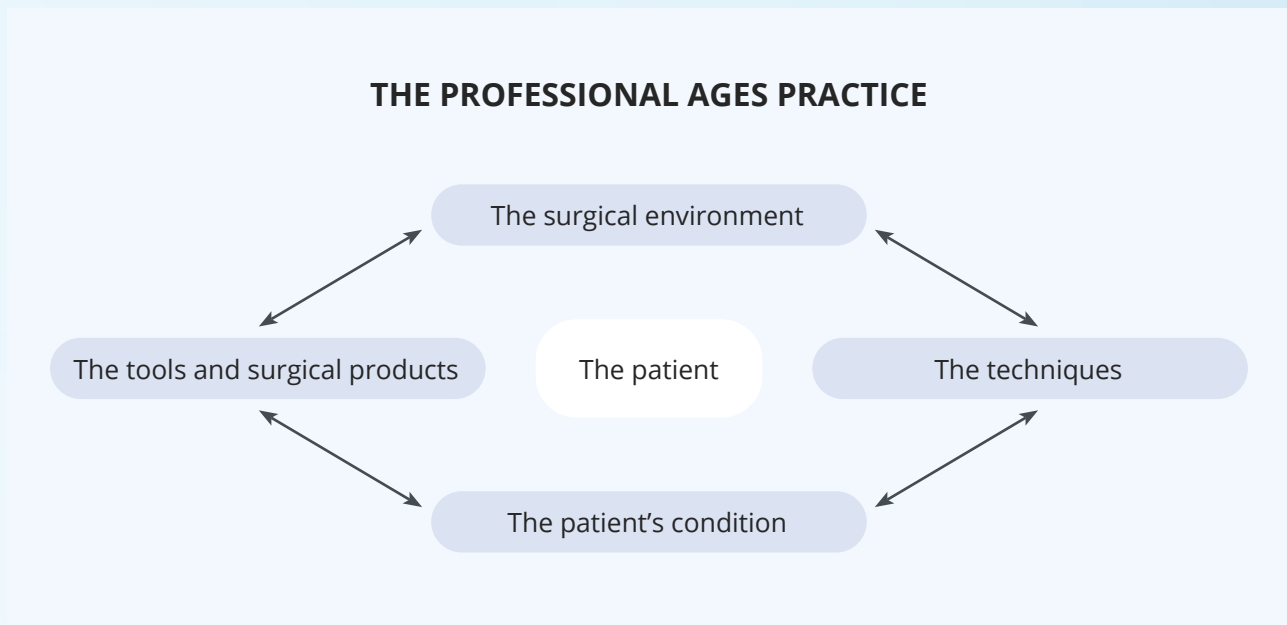 THE PROFESSIONAL AGES PRACTICE
The surgical environment
The tools and surgical products
The patient
The techniques
The patient’s condition